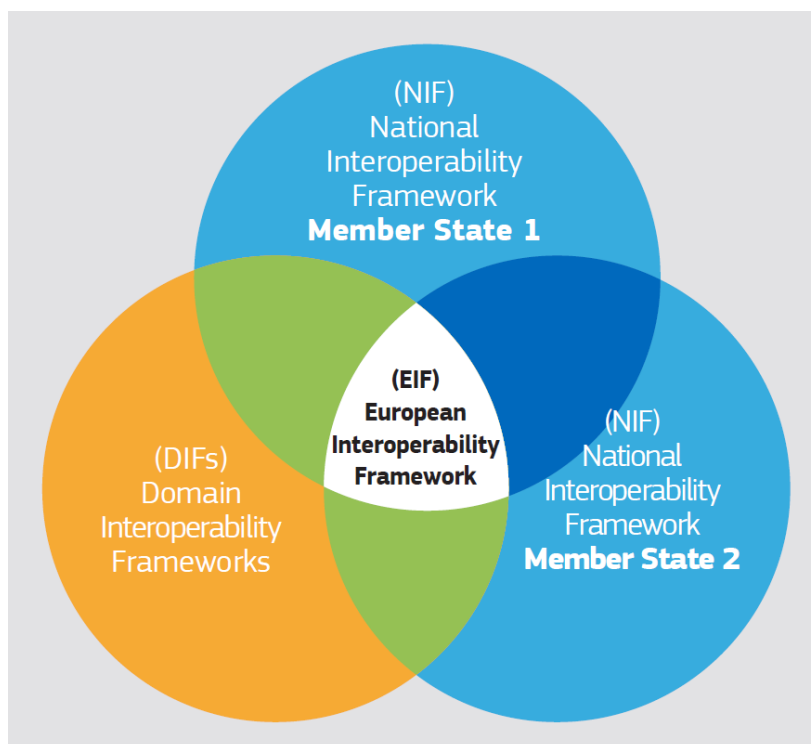 (NIF)
National
Interoperability
Framework
Member State 1
(EIF)
European
Interoperability
Framework
(DIFs)
Domain
Interoperability
Frameworks
(NIF)
National
Interoperability
Framework
Member State 2